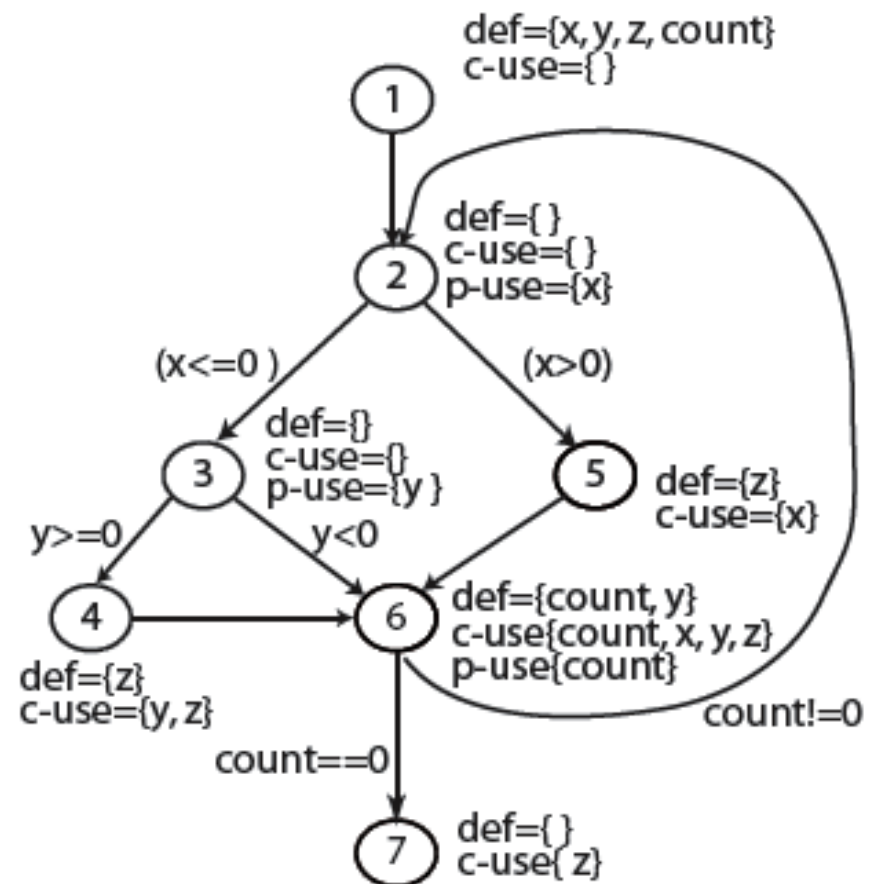 def={x, y, z, count}
c-use={ }
1
def={ }
c-use={ }
p-use={x}
2
(x<=0 )
(x>0)
def={}
c-use={}
p-use={y }
3
5
def={z}
c-use={x}
y>=0
y<0
4
6
def={count, y}
c-use{count, x, y, z}
p-use{count}
def={z}
c-use={y, z}
count!=0
count==0
7
def={ }
c-use{ z}